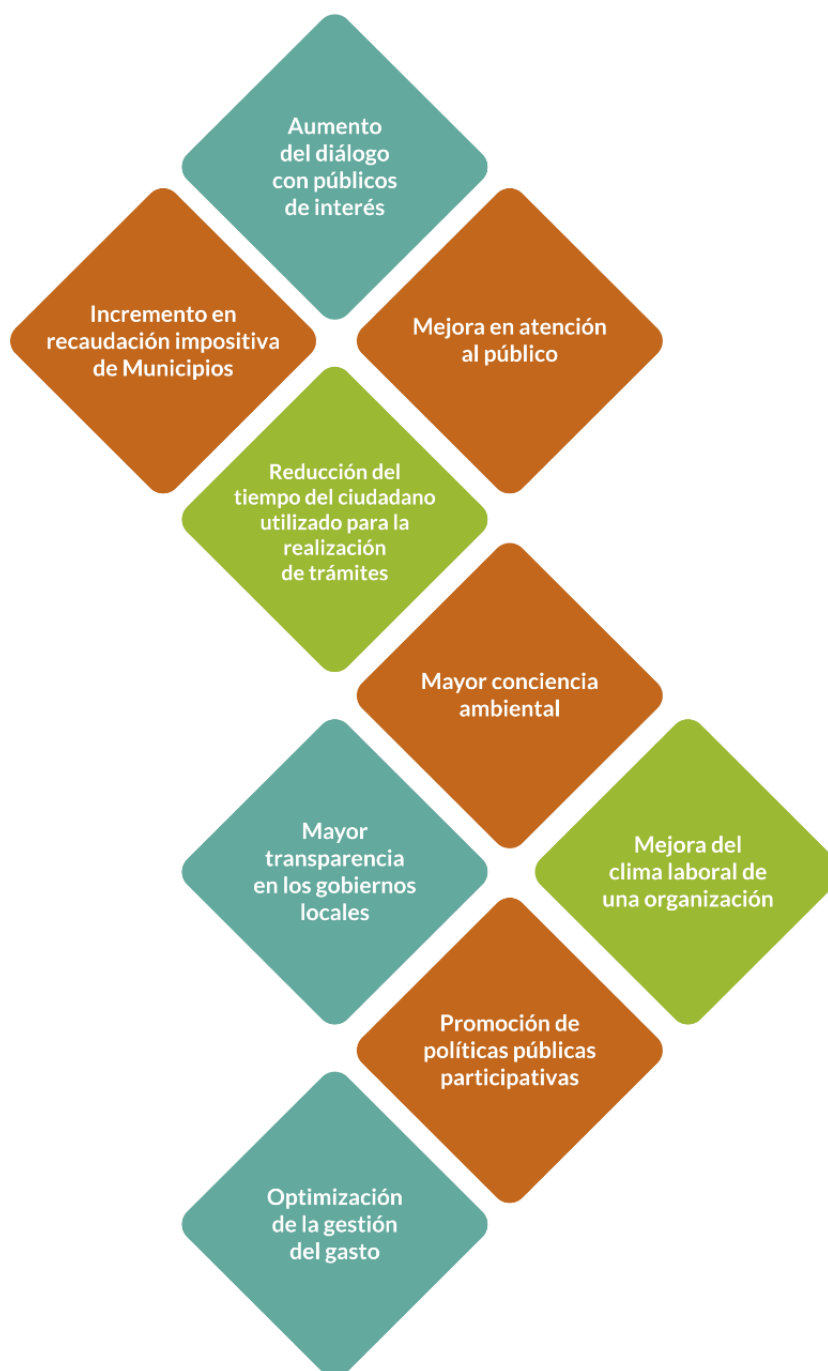 Aumento
del diálogo
con públicos
de interés
Incremento en
recaudación impositiva
de Municipios
Mejora en atención
al público
Reducción del
tiempo del ciudadano
utilizado para la
realización
de trámites
Mayor conciencia
ambiental
Mayor
transparencia
en los gobiernos
locales
Mejora del
clima laboral de
una organización
Promoción de
políticas públicas
participativas
Optimización
de la gestión
del gasto